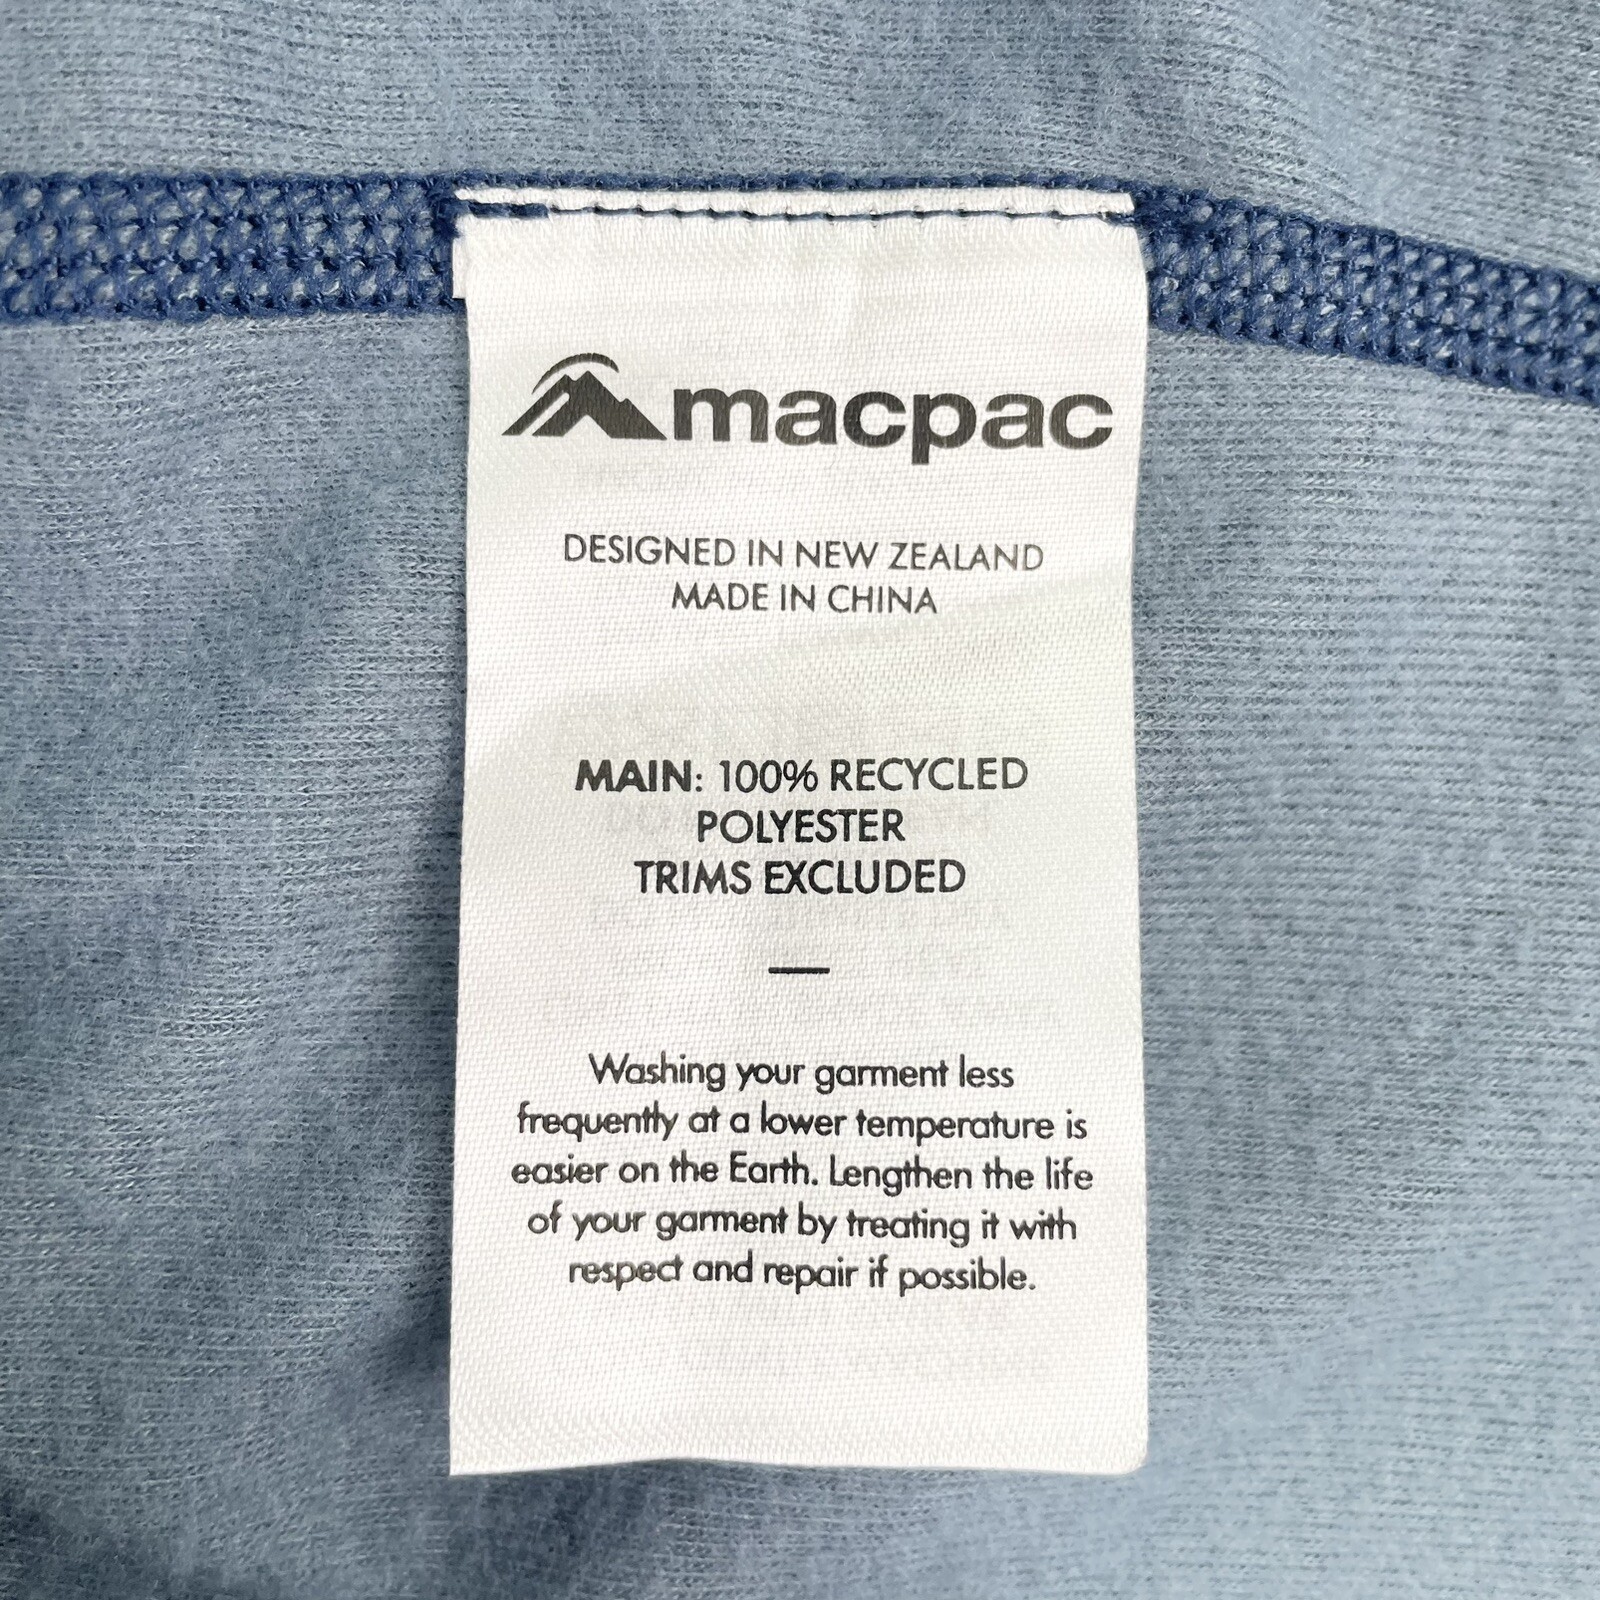 macpac
DESIGNED IN NEW ZEALAND
MADE IN CHINA
MAIN: 100% RECYCLED
POLYESTER
TRIMS EXCLUDED
—
Washing your garment less
frequently at a lower temperature is
easier on the Earth. Lengthen the life
of your garment by treating it with
respect and repair if possible.